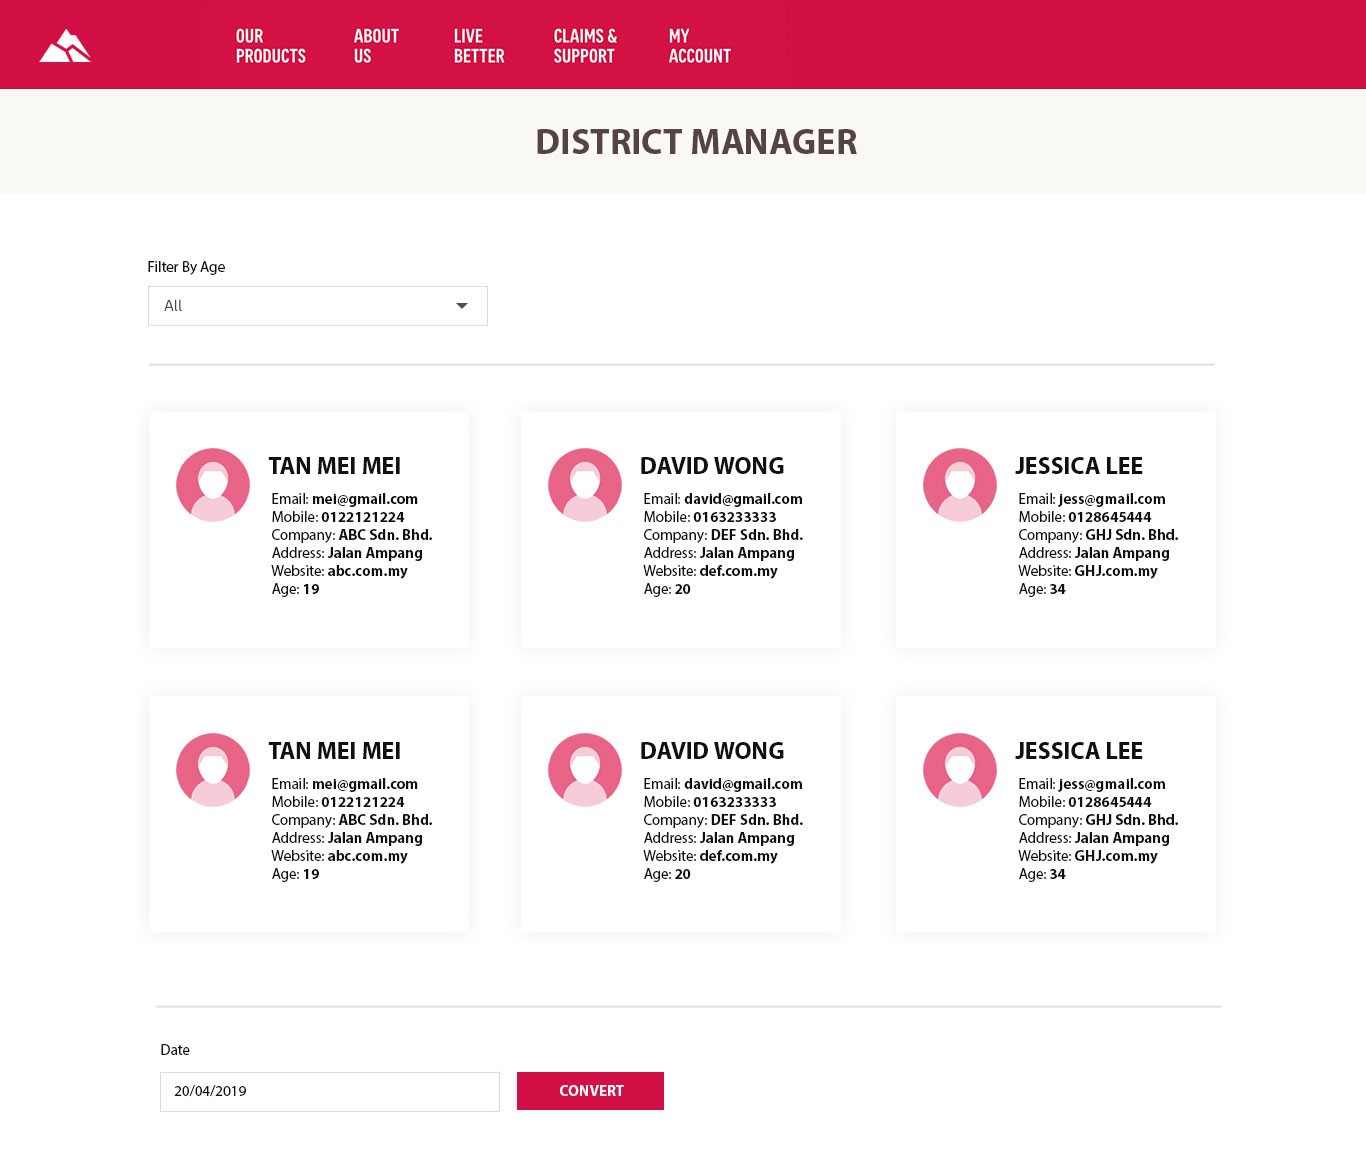 OUR PRODUCTS
ABOUT US
LIVE BETTER
CLAIMS & SUPPORT
MY ACCOUNT
DISTRICT MANAGER
Filter By Age
All
TAN MEI MEI
Email: mei@gmail.com
Mobile: 0122121224
Company: ABC Sdn. Bhd.
Address: Jalan Ampang
Website: abc.com.my
Age: 19
DAVID WONG
Email: david@gmail.com
Mobile: 0163233333
Company: DEF Sdn. Bhd.
Address: Jalan Ampang
Website: def.com.my
Age: 20
JESSICA LEE
Email: jess@gmail.com
Mobile: 0128645444
Company: GHJ Sdn. Bhd.
Address: Jalan Ampang
Website: GHJ.com.my
Age: 34
TAN MEI MEI
Email: mei@gmail.com
Mobile: 0122121224
Company: ABC Sdn. Bhd.
Address: Jalan Ampang
Website: abc.com.my
Age: 19
DAVID WONG
Email: david@gmail.com
Mobile: 0163233333
Company: DEF Sdn. Bhd.
Address: Jalan Ampang
Website: def.com.my
Age: 20
JESSICA LEE
Email: jess@gmail.com
Mobile: 0128645444
Company: GHJ Sdn. Bhd.
Address: Jalan Ampang
Website: GHJ.com.my
Age: 34
Date
20/04/2019
CONVERT